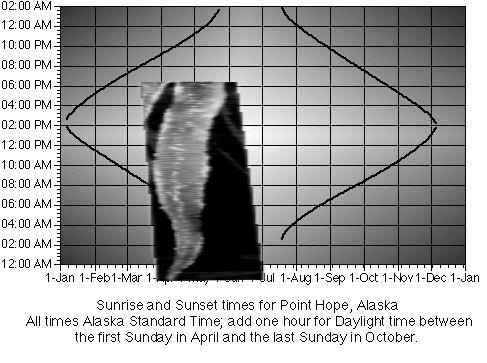 02:00 AM
12:00 AM
10:00 PM
08:00 PM
06:00 PM
04:00 PM
02:00 PM
12:00 PM
10:00 AM
08:00 AM
06:00 AM
04:00 AM
02:00 AM
12:00 AM
1-Jan 1-Feb 1-Mar 1-Jul 1-Aug 1-Sep 1-Oct 1-Nov 1-Dec 1-Jan
Sunrise and Sunset times for Point Hope, Alaska
All times Alaska Standard Time; add one hour for Daylight time between
the first Sunday in April and the last Sunday in October.